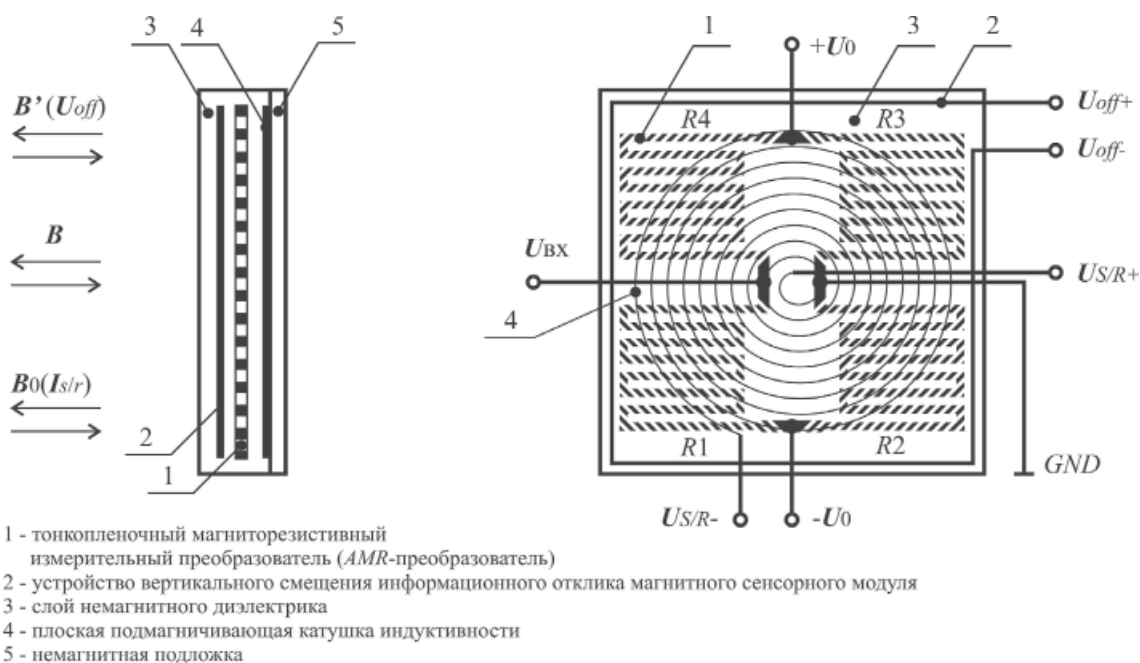 3 4 5 1 3 2
+U0
B’ (Uoff)
R4 R3
Uoff+
Uoff-
B
UВХ
US/R+
4
B0(Is/r)
2
1
R1 R2
GND
US/R- -U0
1 - тонкопленочный магниторезистивный
измерительный преобразователь (AMR-преобразователь)
2 - устройство вертикального смещения информационного отклика магнитного сенсорного модуля
3 - слой немагнитного диэлектрика
4 - плоская подмагничивающая катушка индуктивности
5 - немагнитная подложка